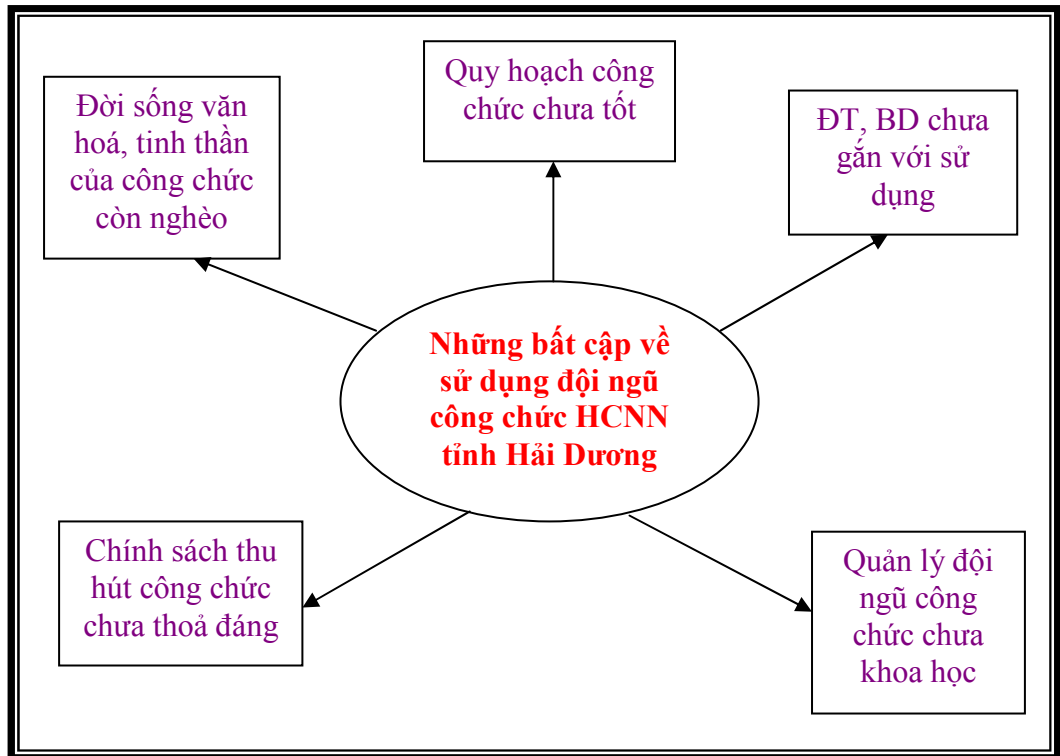 Quy hoạch công
chức chưa tốt
Đời sống văn
hoá, tinh thần
của công chức
còn nghèo
ĐT, BD chưa
gắn với sử
dụng
Những bất cập về
sử dụng đội ngũ
công chức HCNN
tỉnh Hải Dương
Chính sách thu
hút công chức
chưa thoả đáng
Quản lý đội
ngũ công
chức chưa
khoa học